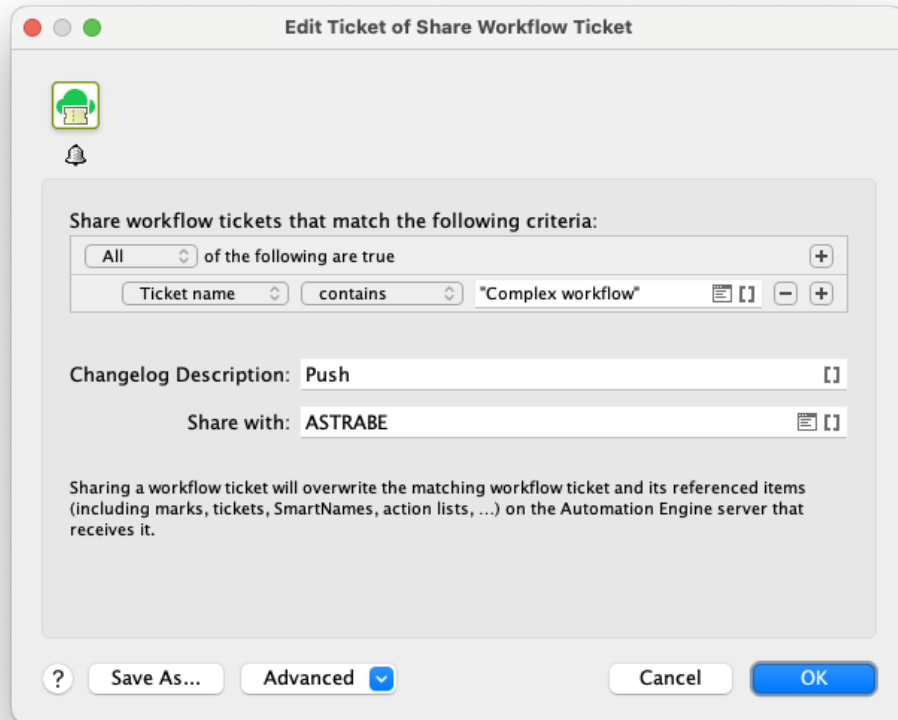 Edit Ticket of Share Workflow Ticket
Share workflow tickets that match the following criteria:
All of the following are true
Ticket name contains "Complex workflow"
Changelog Description: Push
Share with: ASTRABE
Sharing a workflow ticket will overwrite the matching workflow ticket and its referenced items
(including marks, tickets, SmartNames, action lists, ...) on the Automation Engine server that
receives it.
? Save As... Advanced Cancel OK